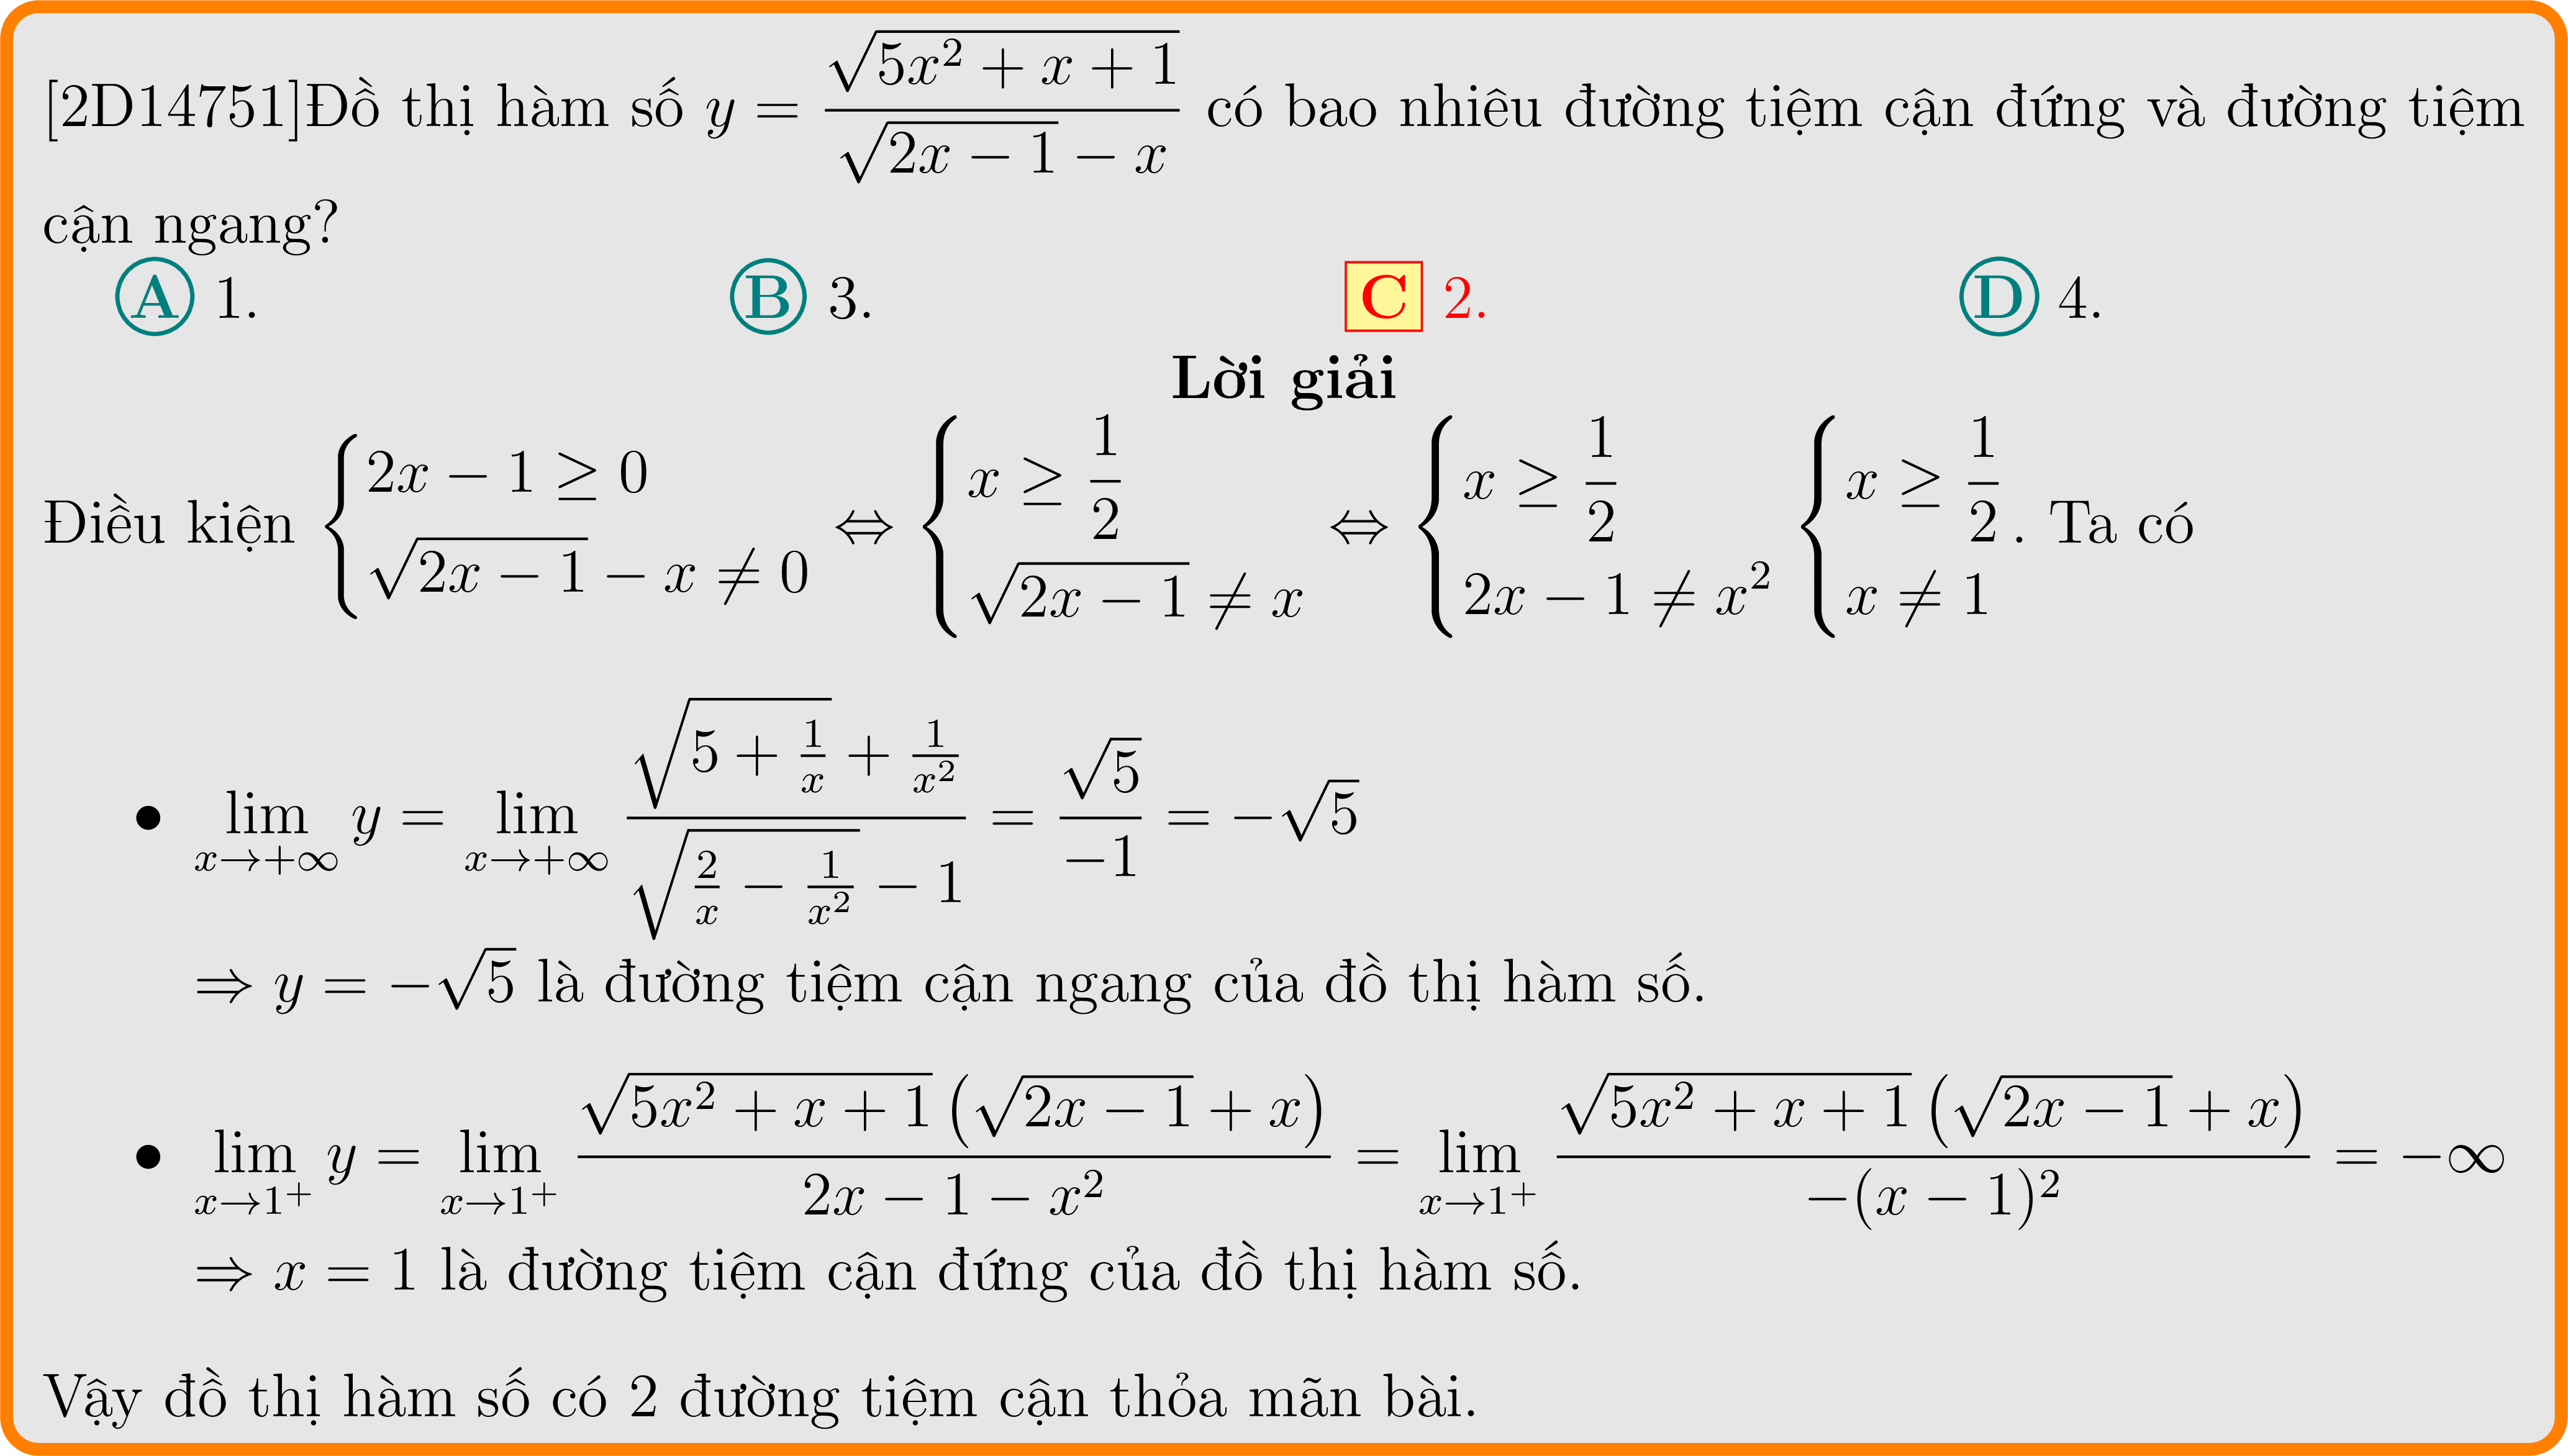 [2D14751]Đồ thị hàm số $y = \dfrac{\sqrt{5x^2 + x + 1}}{\sqrt{2x - 1} - x}$ có bao nhiêu đường tiệm cận đứng và đường tiệm
cận ngang?
A 1. B 3. C 2. D 4.
Lời giải
Điều kiện $\begin{cases} 2x - 1 \geq 0 \\ \sqrt{2x - 1} - x \neq 0 \end{cases} \Leftrightarrow \begin{cases} x \geq \dfrac{1}{2} \\ \sqrt{2x - 1} \neq x \end{cases} \Leftrightarrow \begin{cases} x \geq \dfrac{1}{2} \\ 2x - 1 \neq x^2 \end{cases} \begin{cases} x \geq \dfrac{1}{2} \\ x \neq 1 \end{cases}$. Ta có
• $\lim\limits_{x \to +\infty} y = \lim\limits_{x \to +\infty} \dfrac{\sqrt{5 + \frac{1}{x}} + \frac{1}{x^2}}{\sqrt{\frac{2}{x} - \frac{1}{x^2}} - 1} = \dfrac{\sqrt{5}}{-1} = -\sqrt{5}$
$\Rightarrow y = -\sqrt{5}$ là đường tiệm cận ngang của đồ thị hàm số.
• $\lim\limits_{x \to 1^+} y = \lim\limits_{x \to 1^+} \dfrac{\sqrt{5x^2 + x + 1}\left(\sqrt{2x - 1} + x\right)}{2x - 1 - x^2} = \lim\limits_{x \to 1^+} \dfrac{\sqrt{5x^2 + x + 1}\left(\sqrt{2x - 1} + x\right)}{-(x - 1)^2} = -\infty$
$\Rightarrow x = 1$ là đường tiệm cận đứng của đồ thị hàm số.
Vậy đồ thị hàm số có 2 đường tiệm cận thỏa mãn bài.